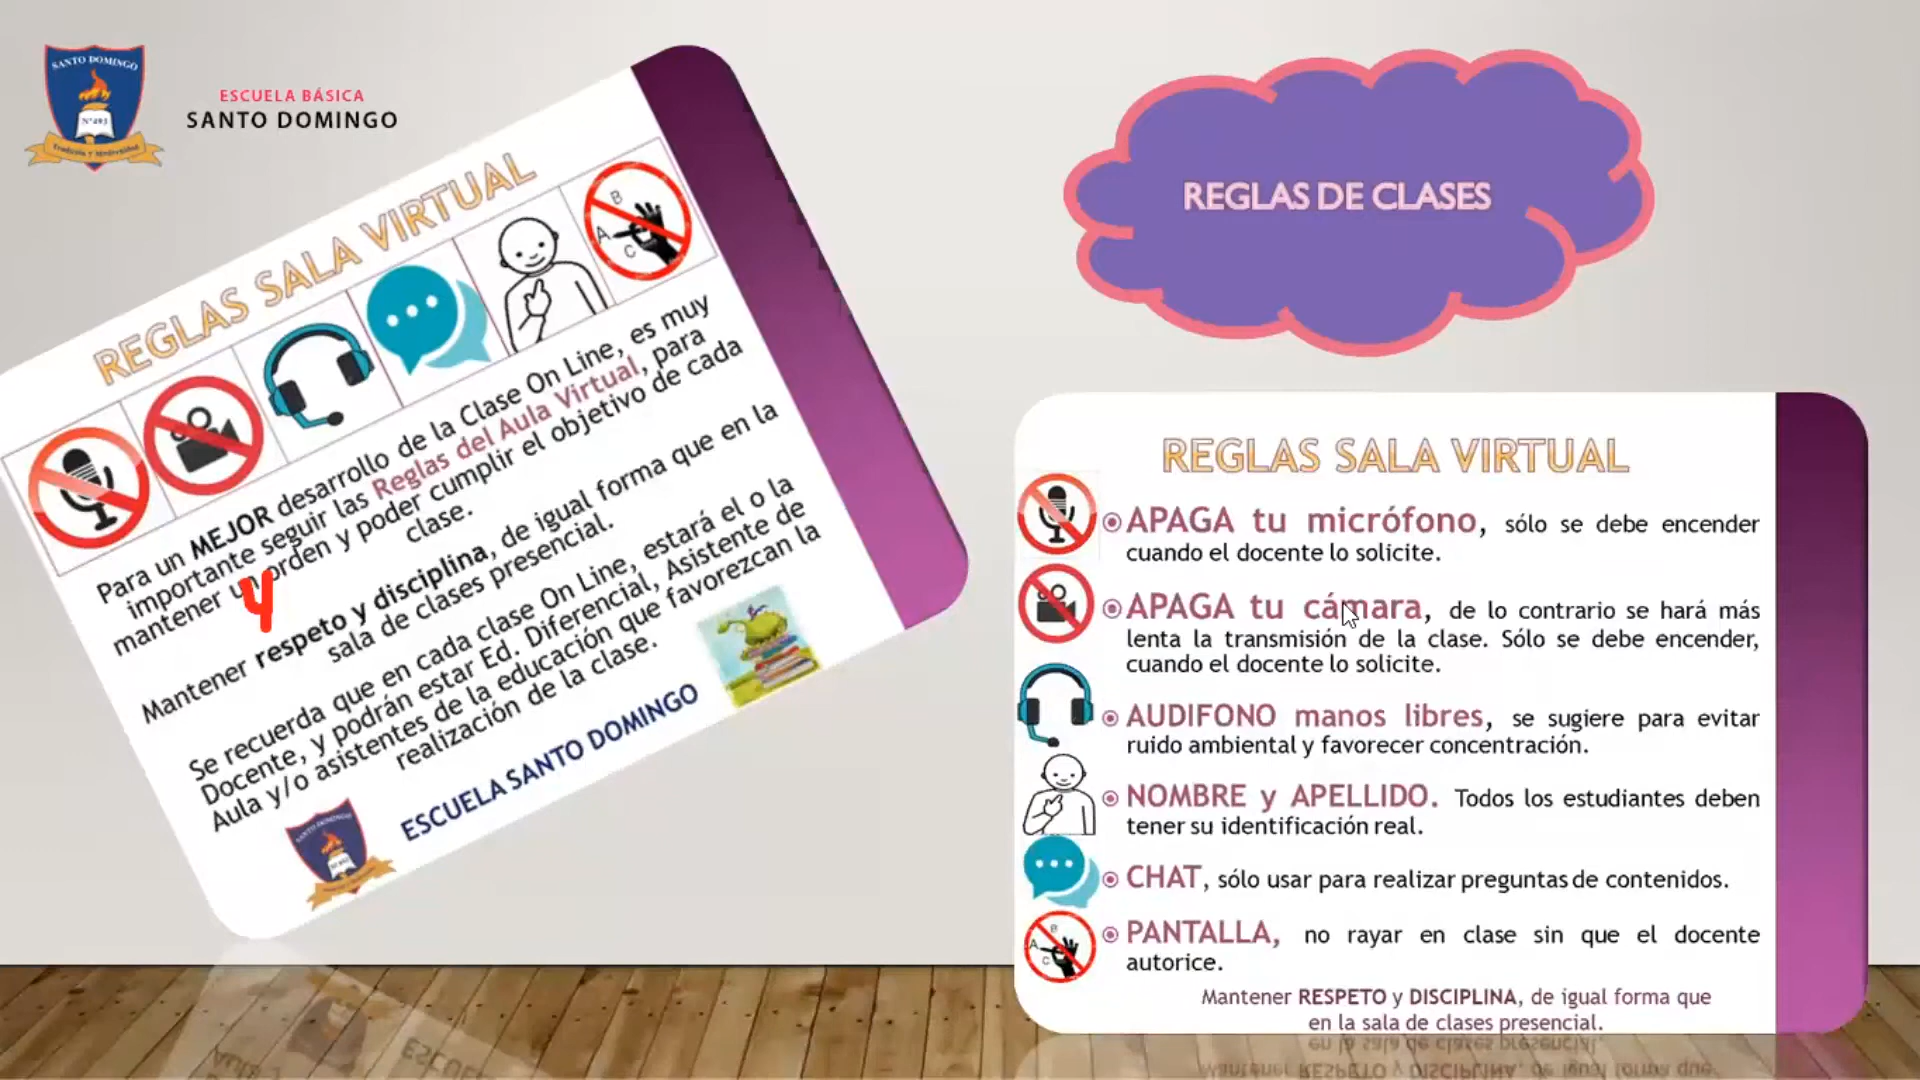 SANTO DOMINGO
N°493
Tradición y Modernidad
ESCUELA BÁSICA
SANTO DOMINGO
REGLAS SALA VIRTUAL
B
A
C
Para un MEJOR desarrollo de la Clase On Line, es muy
importante seguir las Reglas del Aula Virtual, para
mantener un orden y poder cumplir el objetivo de cada
clase.
Mantener respeto y disciplina, de igual forma que en la
sala de clases presencial.
Se recuerda que en cada clase On Line, estará el o la
Docente, y podrán estar Ed. Diferencial, Asistente de
Aula y/o asistentes de la educación que favorezcan la
realización de la clase.
ESCUELA SANTO DOMINGO
SANTO DOMINGO
4
REGLAS DE CLASES
REGLAS SALA VIRTUAL
APAGA tu micrófono, sólo se debe encender
cuando el docente lo solicite.
APAGA tu cámara, de lo contrario se hará más
lenta la transmisión de la clase. Sólo se debe encender,
cuando el docente lo solicite.
AUDIFONO manos libres, se sugiere para evitar
ruido ambiental y favorecer concentración.
NOMBRE y APELLIDO. Todos los estudiantes deben
tener su identificación real.
CHAT, sólo usar para realizar preguntas de contenidos.
B
A
C
PANTALLA, no rayar en clase sin que el docente
autorice.
Mantener RESPETO y DISCIPLINA, de igual forma que
en la sala de clases presencial.